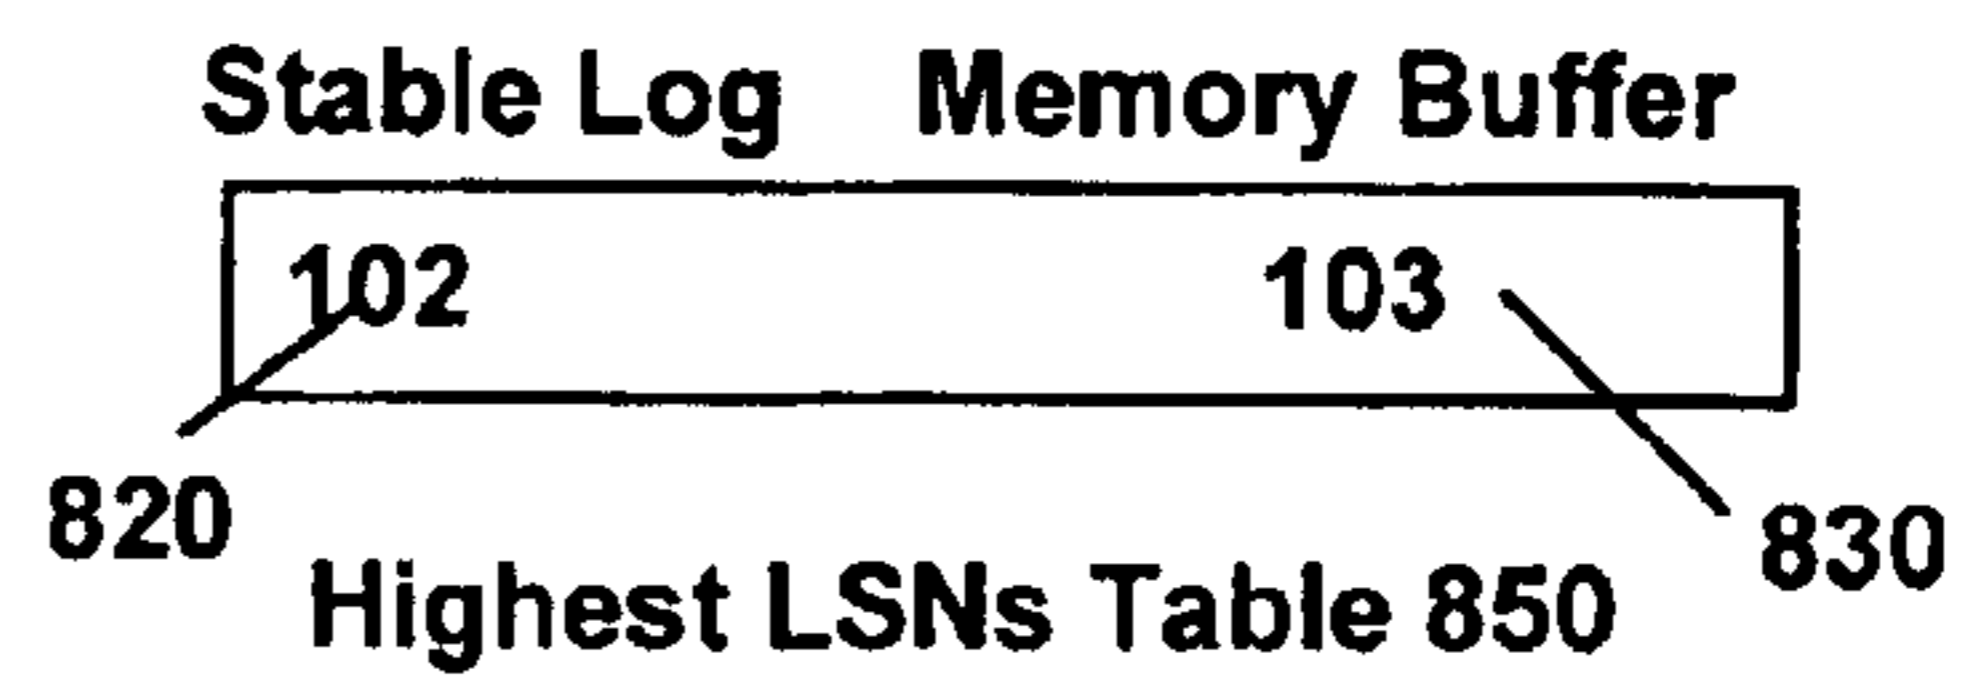 Stable Log Memory Buffer
102 103
820 830
Highest LSNs Table 850